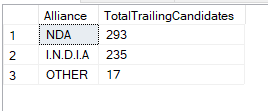 Alliance TotalTrailingCandidates
1 NDA 293
2 I.N.D.I.A 235
3 OTHER 17